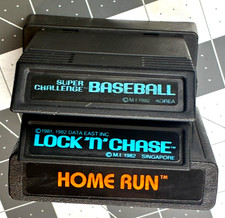 SUPER
CHALLENGE BASEBALL
© M.I. 1982 KOREA
© 1981, 1982 DATA EAST INC.
LOCK 'N' CHASE™
© M.I. 1982 SINGAPORE
HOME RUN™